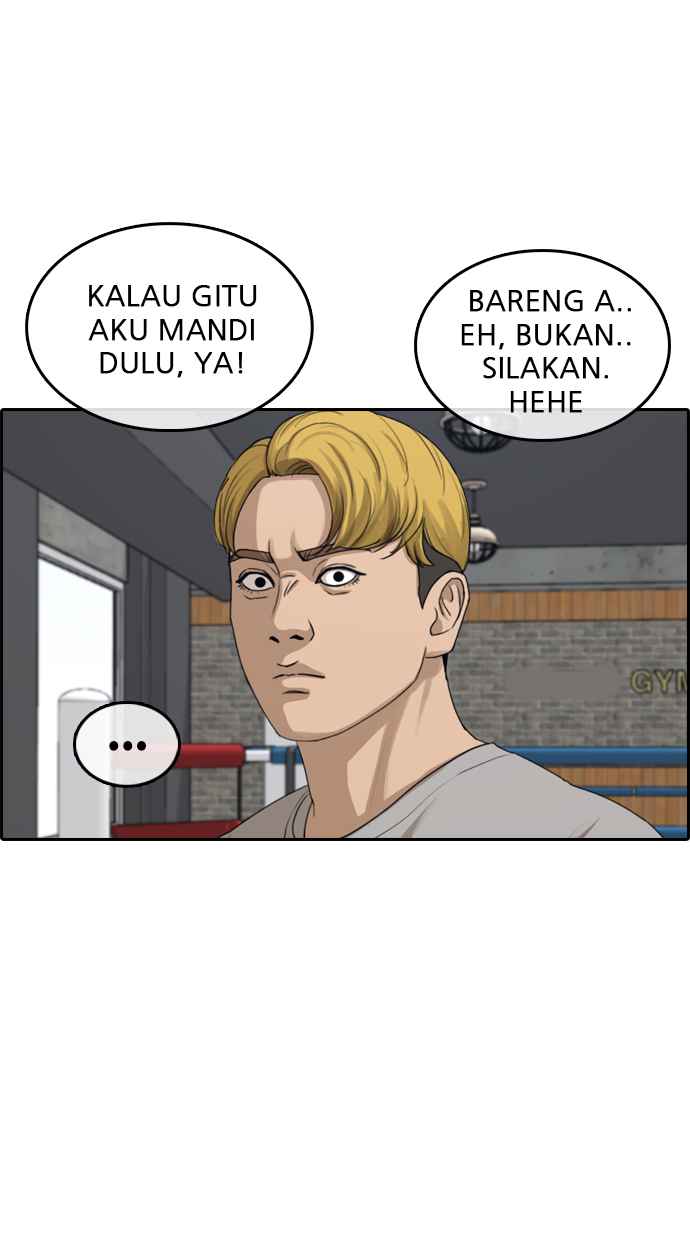 KALAU GITU
AKU MANDI
DULU, YA!
BARENG A..
EH, BUKAN..
SILAKAN.
HEHE
GYM
...